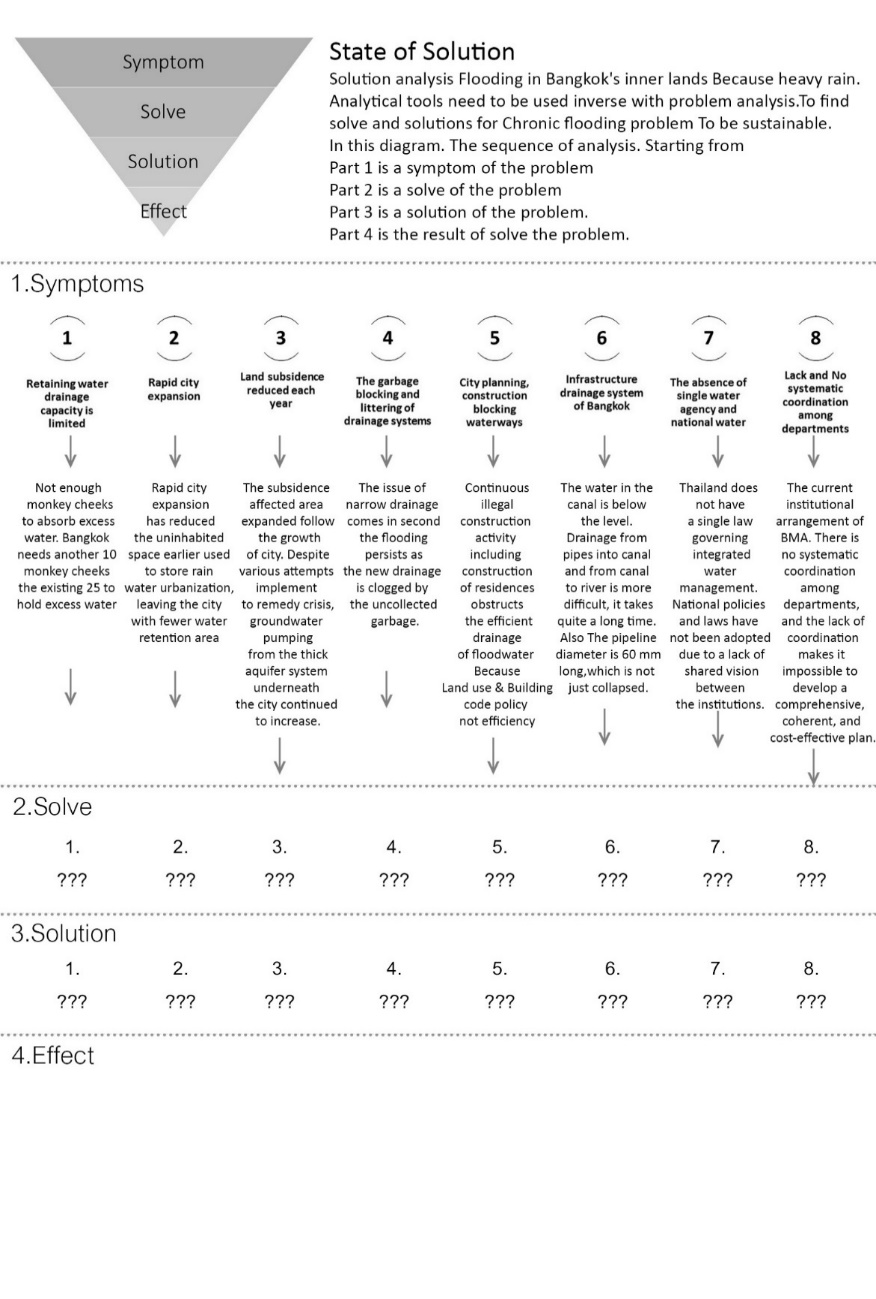 Symptom
Solve
Solution
Effect
State of Solution
Solution analysis Flooding in Bangkok's inner lands Because heavy rain.
Analytical tools need to be used inverse with problem analysis.To find
solve and solutions for Chronic flooding problem To be sustainable.
In this diagram. The sequence of analysis. Starting from
Part 1 is a symptom of the problem
Part 2 is a solve of the problem
Part 3 is a solution of the problem.
Part 4 is the result of solve the problem.
1.Symptoms
1
Retaining water
drainage
capacity is
limited
Not enough
monkey cheeks
to absorb excess
water. Bangkok
needs another 10
monkey cheeks
the existing 25 to
hold excess water
2
Rapid city
expansion
Rapid city
expansion
has reduced
the uninhabited
space earlier used
to store rain
water urbanization,
leaving the city
with fewer water
retention area
3
Land subsidence
reduced each
year
The subsidence
affected area
expanded follow
the growth
of city. Despite
various attempts
implement
to remedy crisis,
groundwater
pumping
from the thick
aquifer system
underneath
the city continued
to increase.
4
The garbage
blocking and
littering of
drainage systems
The issue of
narrow drainage
comes in second
the flooding
persists as
the new drainage
is clogged by
the uncollected
garbage.
5
City planning,
construction
blocking
waterways
Continuous
illegal
construction
activity
including
construction
of residences
obstructs
the efficient
drainage
of floodwater
Because
Land use & Building
code policy
not efficiency
6
Infrastructure
drainage system
of Bangkok
The water in the
canal is below
the level.
Drainage from
pipes into canal
and from canal
to river is more
difficult, it takes
quite a long time.
Also The pipeline
diameter is 60 mm
long,which is not
just collapsed.
7
The absence of
single water
agency and
national water
Thailand does
not have
a single law
governing
integrated
water
management.
National policies
and laws have
not been adopted
due to a lack of
shared vision
between
the institutions.
8
Lack and No
systematic
coordination
among
departments
The current
institutional
arrangement of
BMA. There is
no systematic
coordination
among
departments,
and the lack of
coordination
makes it
impossible to
develop a
comprehensive,
coherent, and
cost-effective plan.
2.Solve
1. 2. 3. 4. 5. 6. 7. 8.
??? ??? ??? ??? ??? ??? ??? ???
3.Solution
1. 2. 3. 4. 5. 6. 7. 8.
??? ??? ??? ??? ??? ??? ??? ???
4.Effect